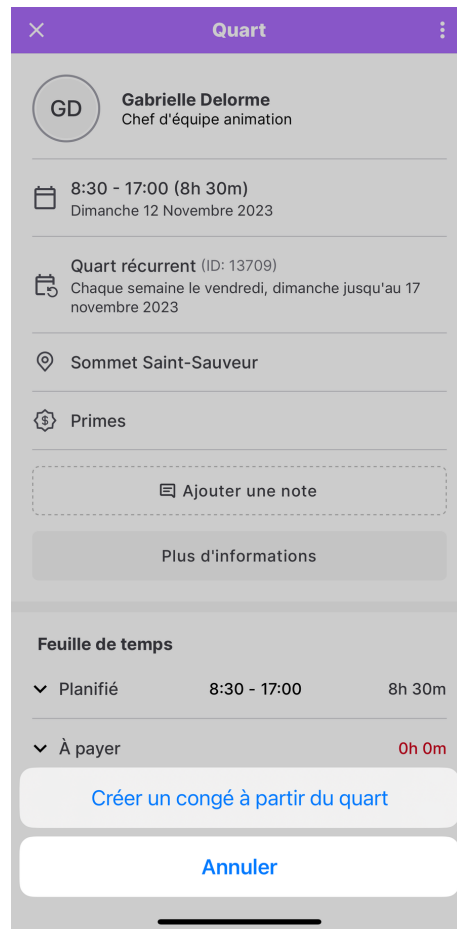 Quart
GD
Gabrielle Delorme
Chef d'équipe animation
8:30 - 17:00 (8h 30m)
Dimanche 12 Novembre 2023
Quart récurrent (ID: 13709)
Chaque semaine le vendredi, dimanche jusqu'au 17
novembre 2023
Sommet Saint-Sauveur
$ Primes
Ajouter une note
Plus d'informations
Feuille de temps
Planifié 8:30 - 17:00 8h 30m
À payer 0h 0m
Créer un congé à partir du quart
Annuler